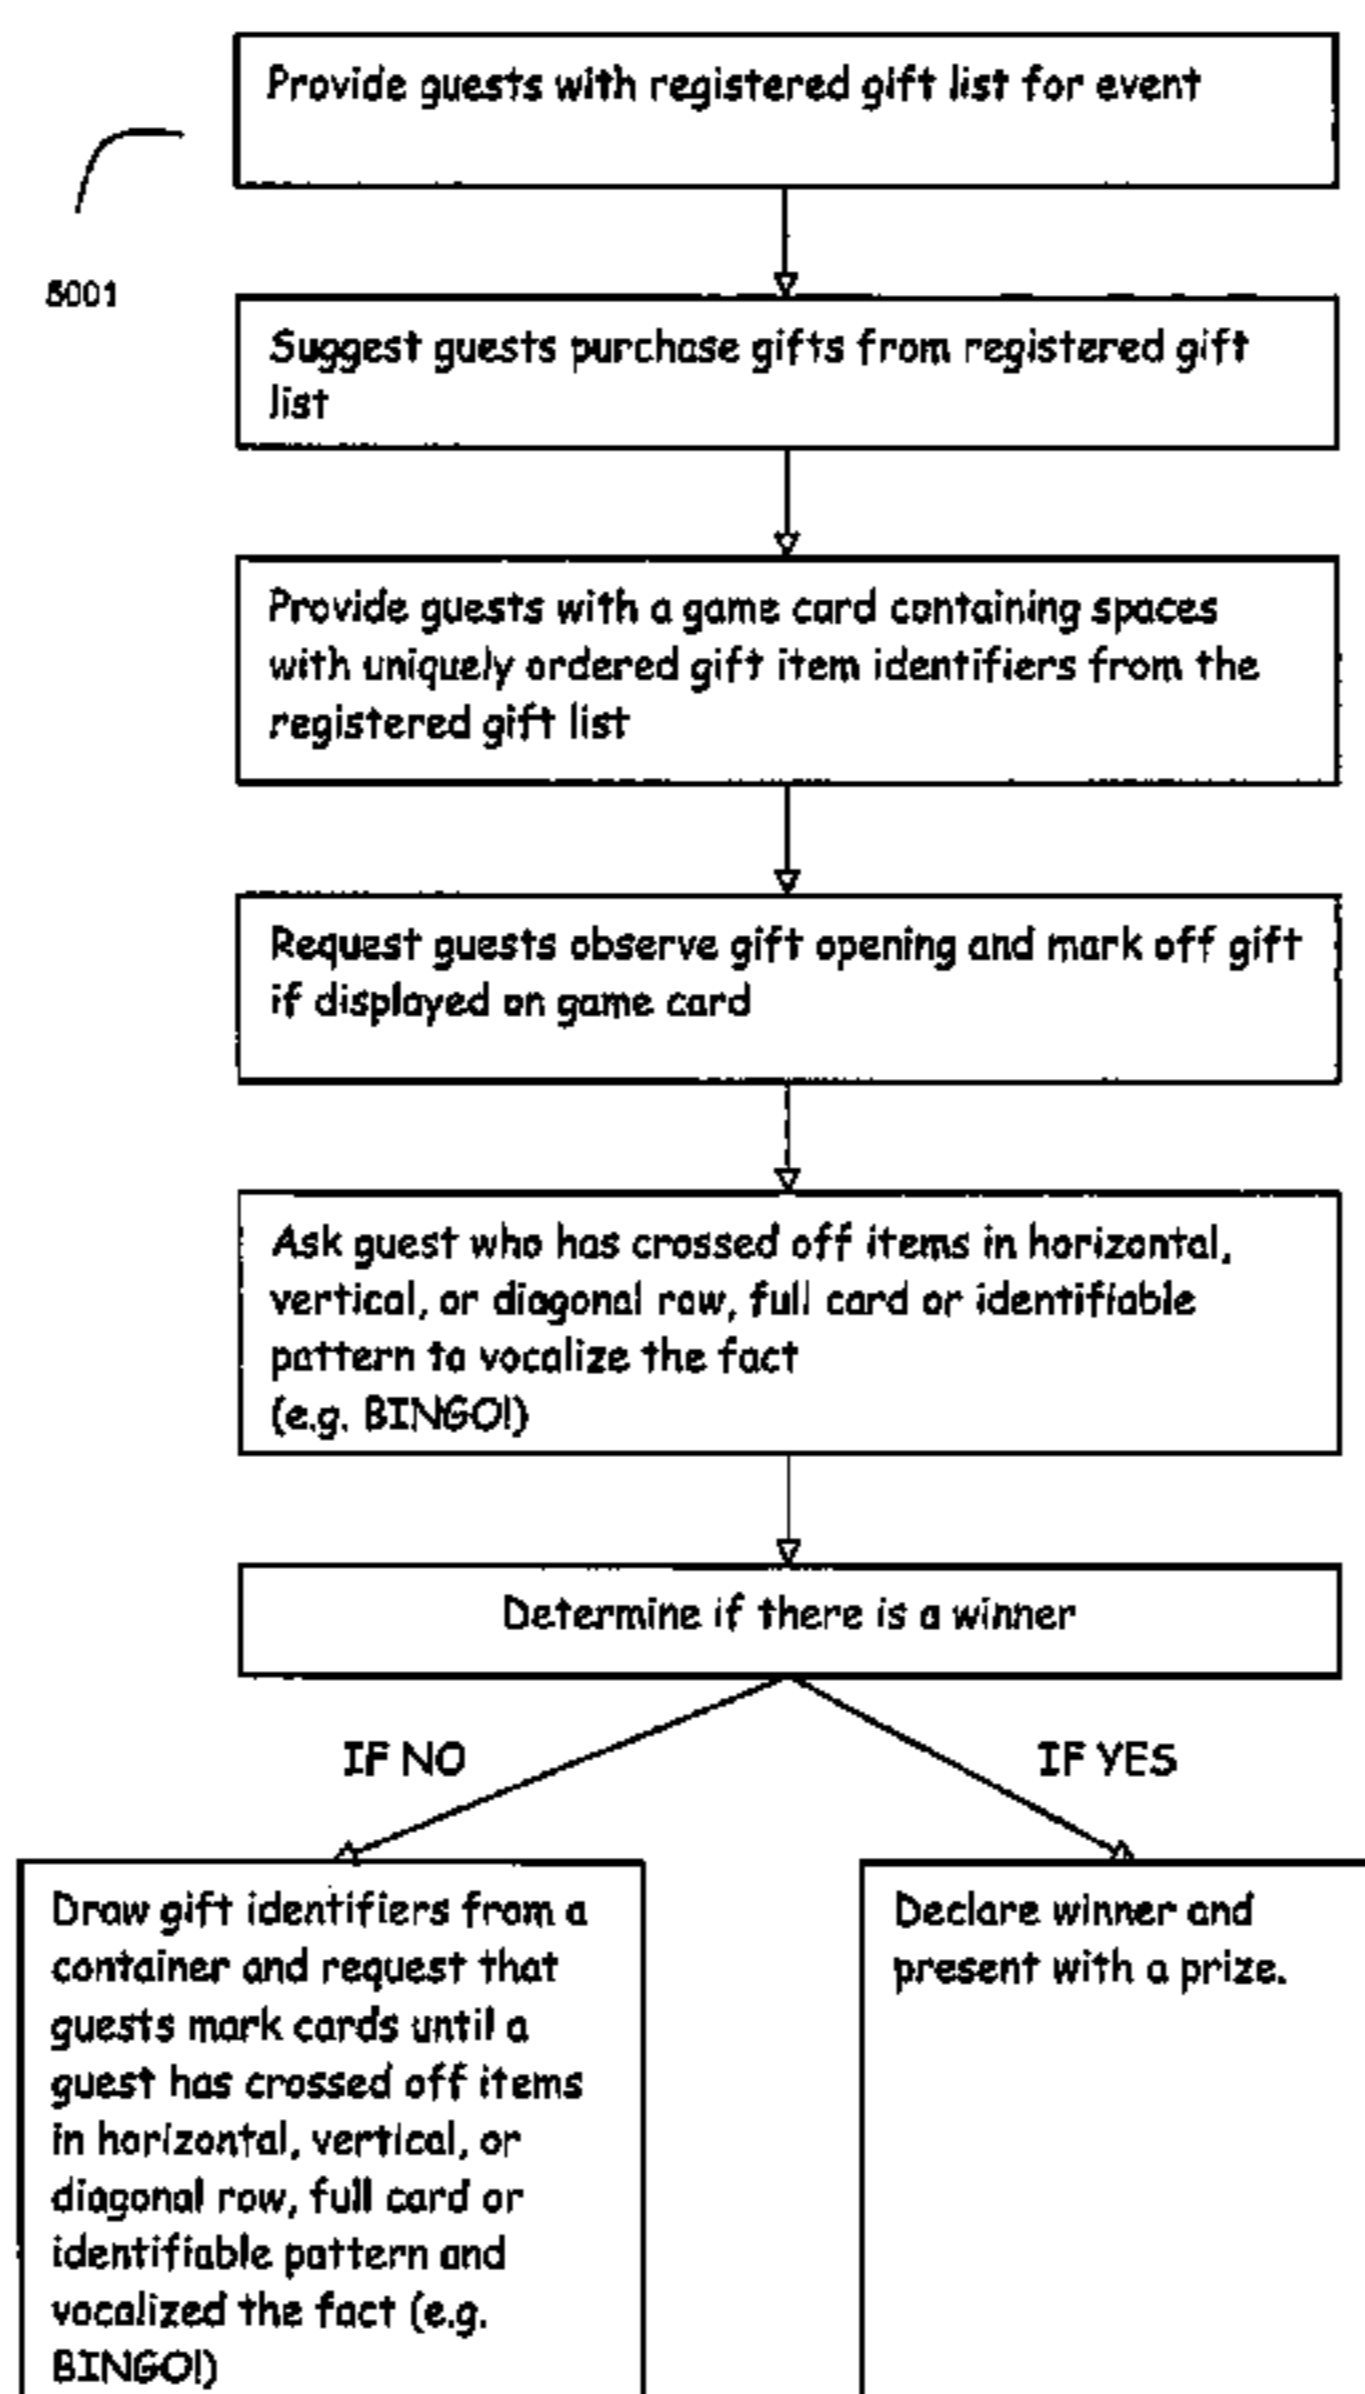 Provide guests with registered gift list for event
5001
Suggest guests purchase gifts from registered gift
list
Provide guests with a game card containing spaces
with uniquely ordered gift item identifiers from the
registered gift list
Request guests observe gift opening and mark off gift
if displayed on game card
Ask guest who has crossed off items in horizontal,
vertical, or diagonal row, full card or identifiable
pattern to vocalize the fact
(e.g. BINGO!)
Determine if there is a winner
IF NO
IF YES
Draw gift identifiers from a
container and request that
guests mark cards until a
guest has crossed off items
in horizontal, vertical, or
diagonal row, full card or
identifiable pattern and
vocalized the fact (e.g.
BINGO!)
Declare winner and
present with a prize.